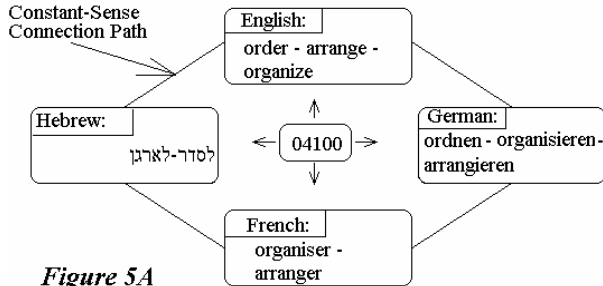 Constant-Sense
Connection Path
English:
order - arrange -
organize
Hebrew:
לסדר-לארגן
04100
German:
ordnen - organisieren-
arrangieren
French:
organiser -
arranger
Figure 5A